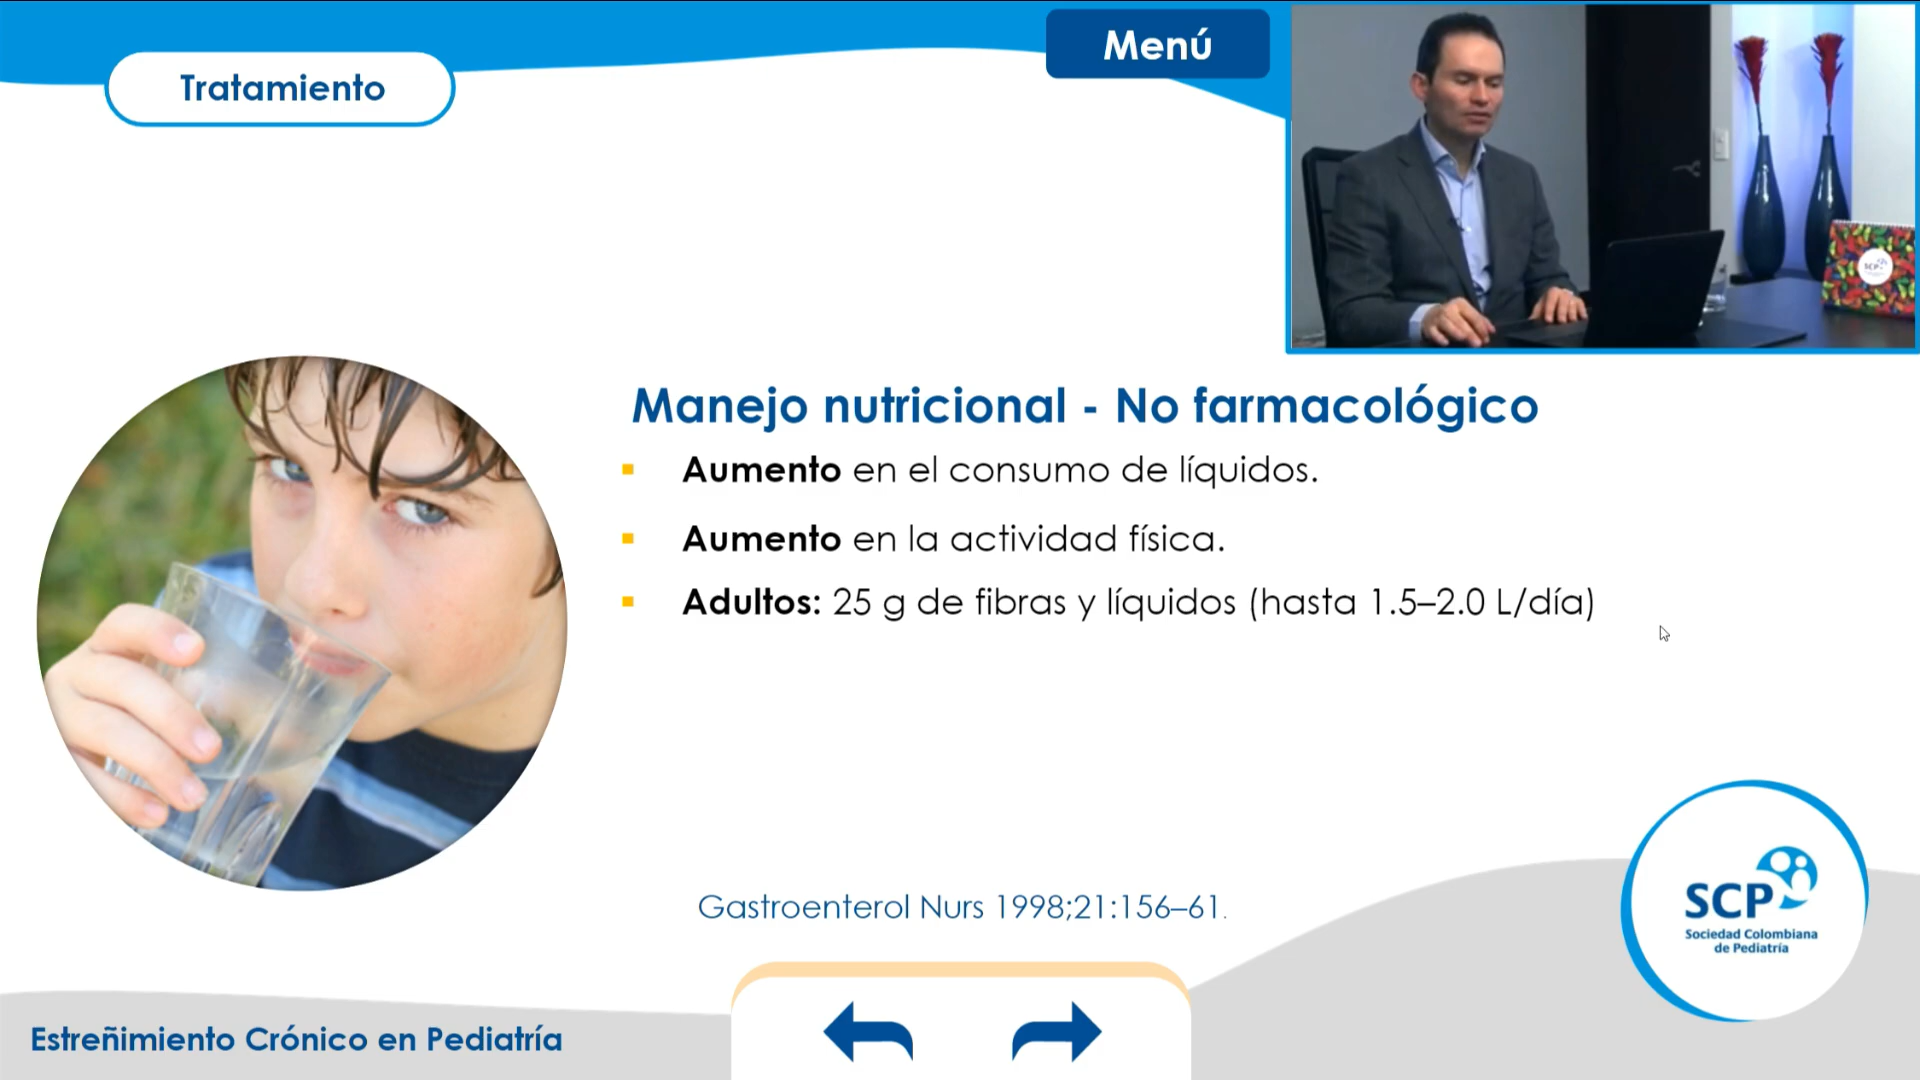 Menú
Tratamiento
SCP
Manejo nutricional - No farmacológico
Aumento en el consumo de líquidos.
Aumento en la actividad física.
Adultos: 25 g de fibras y líquidos (hasta 1.5–2.0 L/día)
Gastroenterol Nurs 1998;21:156–61.
SCP
Sociedad Colombiana
de Pediatría
Estreñimiento Crónico en Pediatría